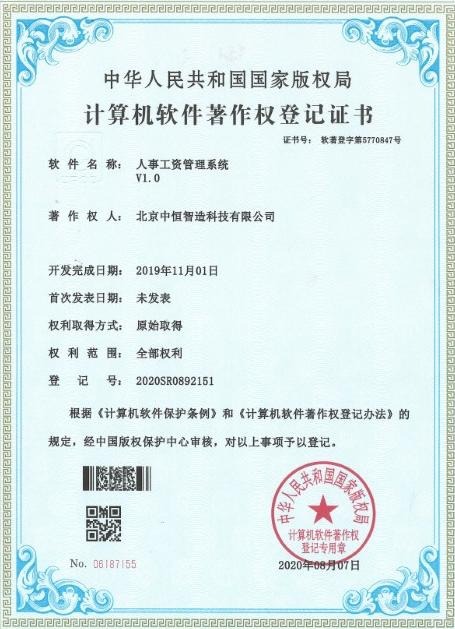 中华人民共和国国家版权局
计算机软件著作权登记证书
证书号： 软著登字第5770847号
软 件 名 称： 人事工资管理系统
V1.0
著 作 权 人： 北京中恒智造科技有限公司
开发完成日期： 2019年11月01日
首次发表日期： 未发表
权利取得方式： 原始取得
权 利 范 围： 全部权利
登 记 号： 2020SR0892151
根据《计算机软件保护条例》和《计算机软件著作权登记办法》的
规定，经中国版权保护中心审核，对以上事项予以登记。
中华人民共和国国家版权局
计算机软件著作权
登记专用章
No. 06187155
2020年08月07日